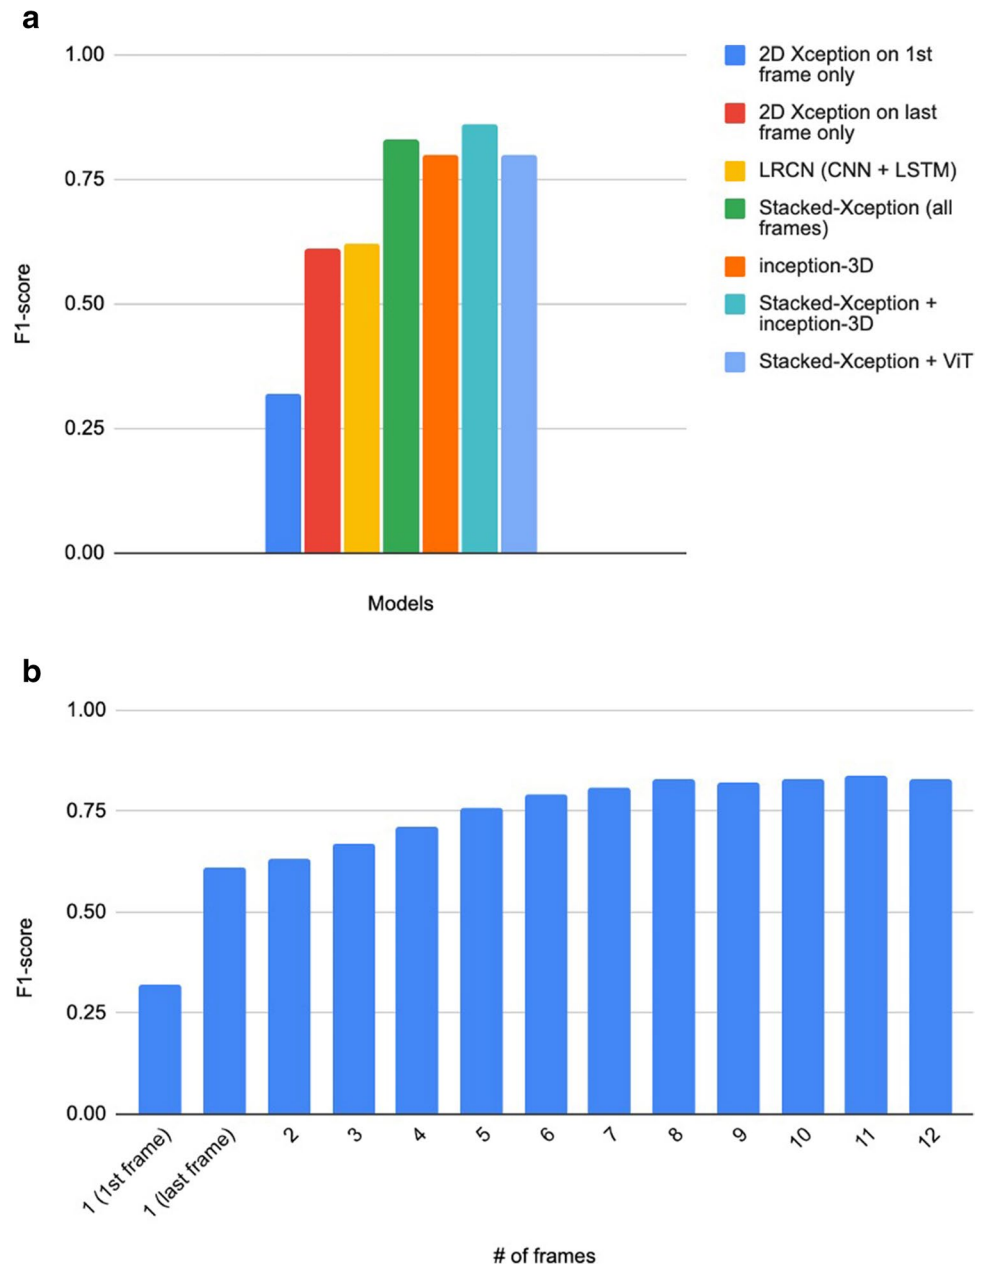 a
1.00
0.75
0.50
0.25
0.00
F1-score
Models
2D Xception on 1st
frame only
2D Xception on last
frame only
LRCN (CNN + LSTM)
Stacked-Xception (all
frames)
inception-3D
Stacked-Xception +
inception-3D
Stacked-Xception + ViT
b
1.00
0.75
0.50
0.25
0.00
F1-score
1 (1st frame)
1 (last frame)
2
3
4
5
6
7
8
9
10
11
12
# of frames